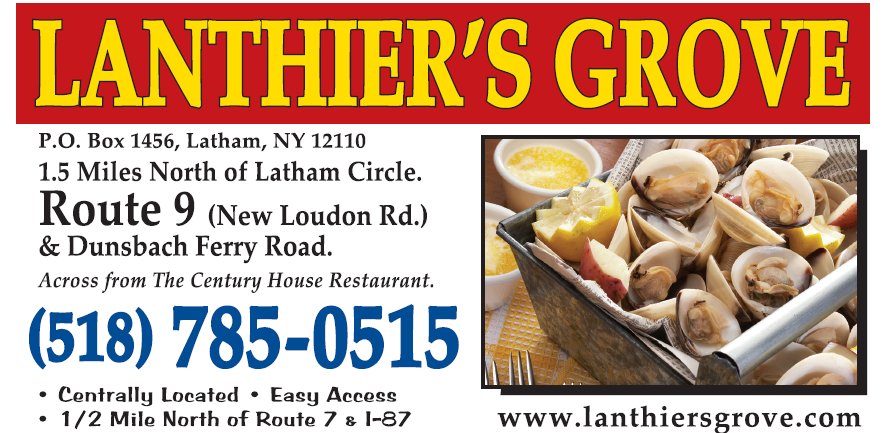 LANTHIER'S GROVE
P.O. Box 1456, Latham, NY 12110
1.5 Miles North of Latham Circle.
Route 9 (New Loudon Rd.)
& Dunsbach Ferry Road.
Across from The Century House Restaurant.
(518) 785-0515
• Centrally Located • Easy Access
• 1/2 Mile North of Route 7 & I-87
www.lanthiersgrove.com